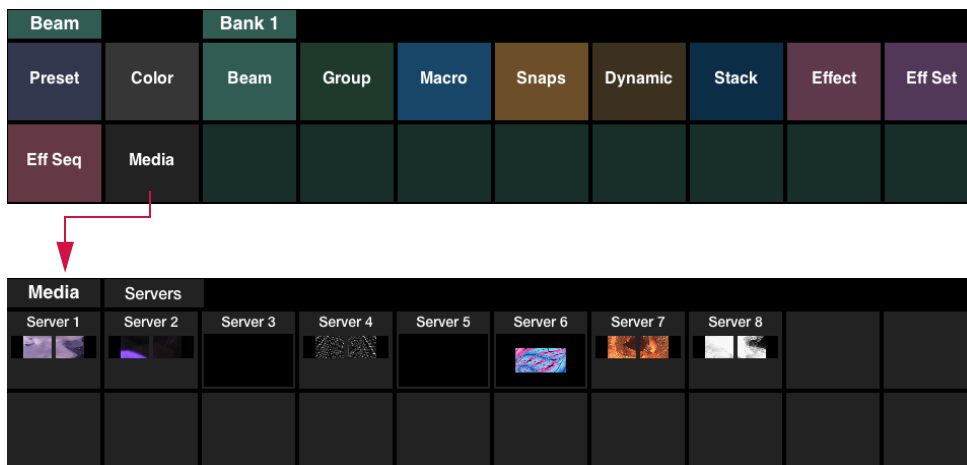 Beam Bank 1
Preset Color Beam Group Macro Snaps Dynamic Stack Effect Eff Set
Eff Seq Media
Media Servers
Server 1 Server 2 Server 3 Server 4 Server 5 Server 6 Server 7 Server 8